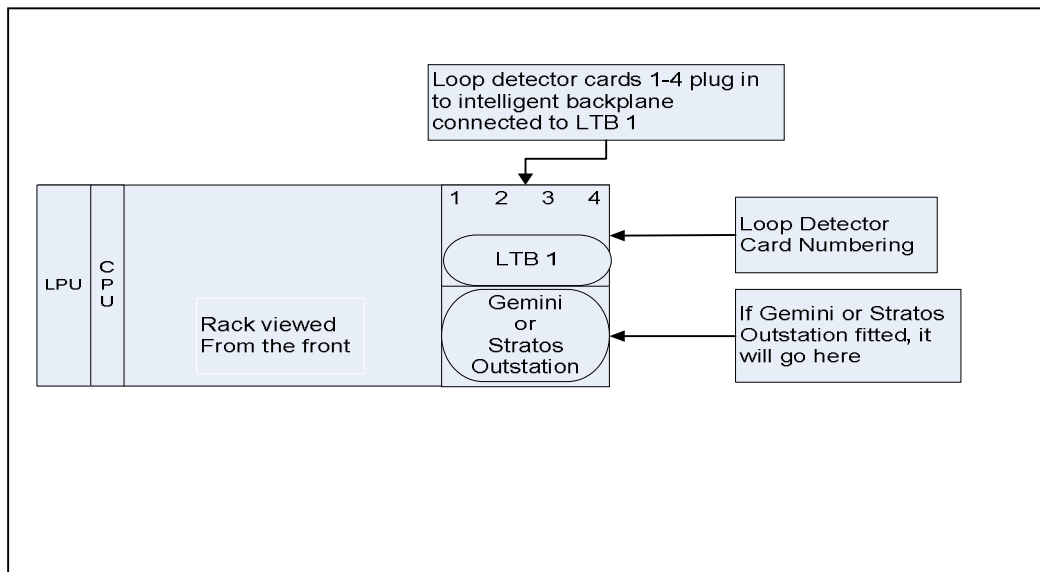 Loop detector cards 1-4 plug in
to intelligent backplane
connected to LTB 1
1 2 3 4
Loop Detector
Card Numbering
LTB 1
LPU
C
P
U
Rack viewed
From the front
Gemini
or
Stratos
Outstation
If Gemini or Stratos
Outstation fitted, it
will go here